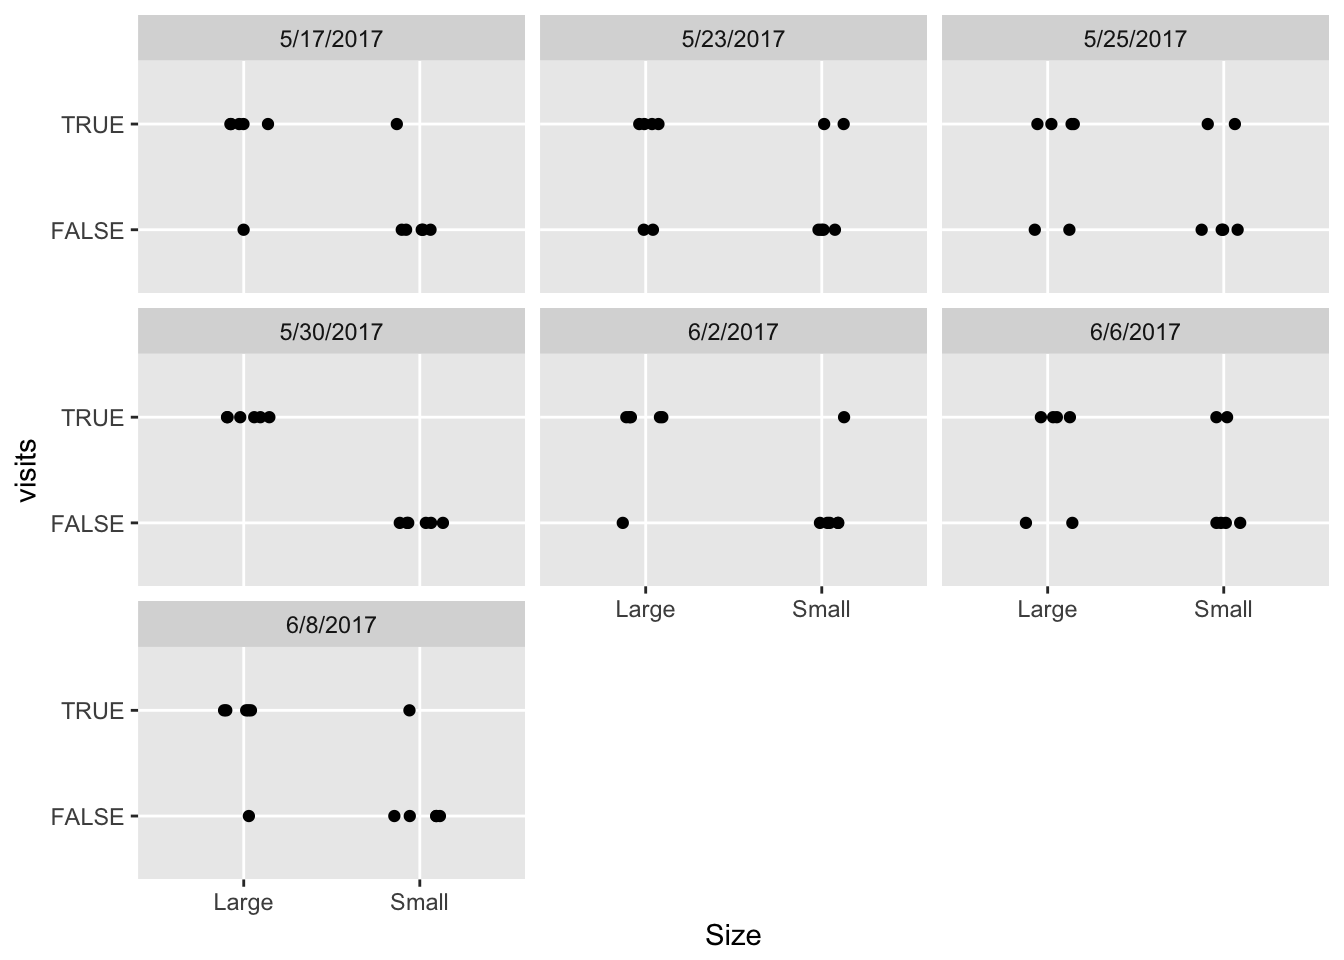 5/17/2017 5/23/2017 5/25/2017
TRUE
FALSE
5/30/2017 6/2/2017 6/6/2017
TRUE
visits
FALSE
Large Small Large Small
6/8/2017
TRUE
FALSE
Large Small
Size